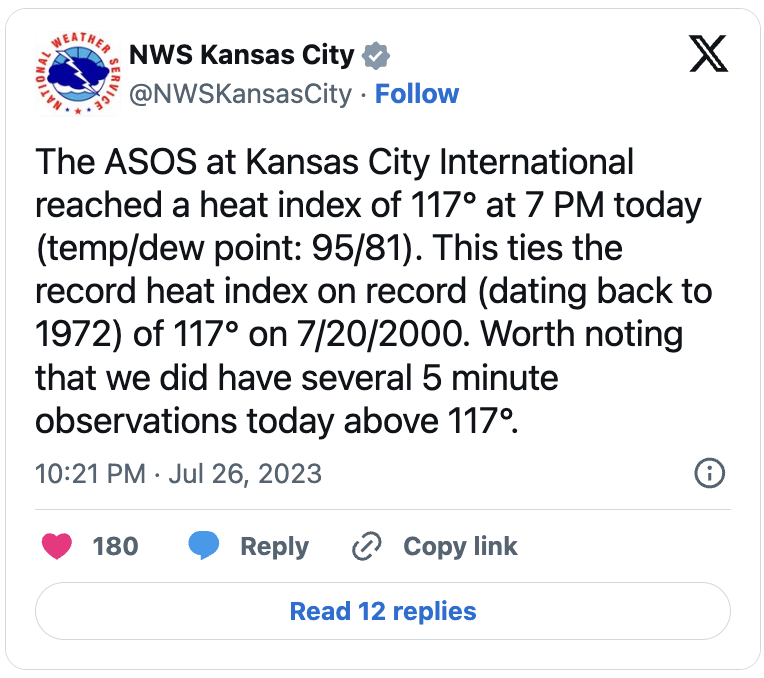 NATIONAL WEATHER SERVICE
NWS Kansas City
@NWSKansasCity · Follow
The ASOS at Kansas City International
reached a heat index of 117° at 7 PM today
(temp/dew point: 95/81). This ties the
record heat index on record (dating back to
1972) of 117° on 7/20/2000. Worth noting
that we did have several 5 minute
observations today above 117°.
10:21 PM · Jul 26, 2023
180 Reply Copy link
Read 12 replies